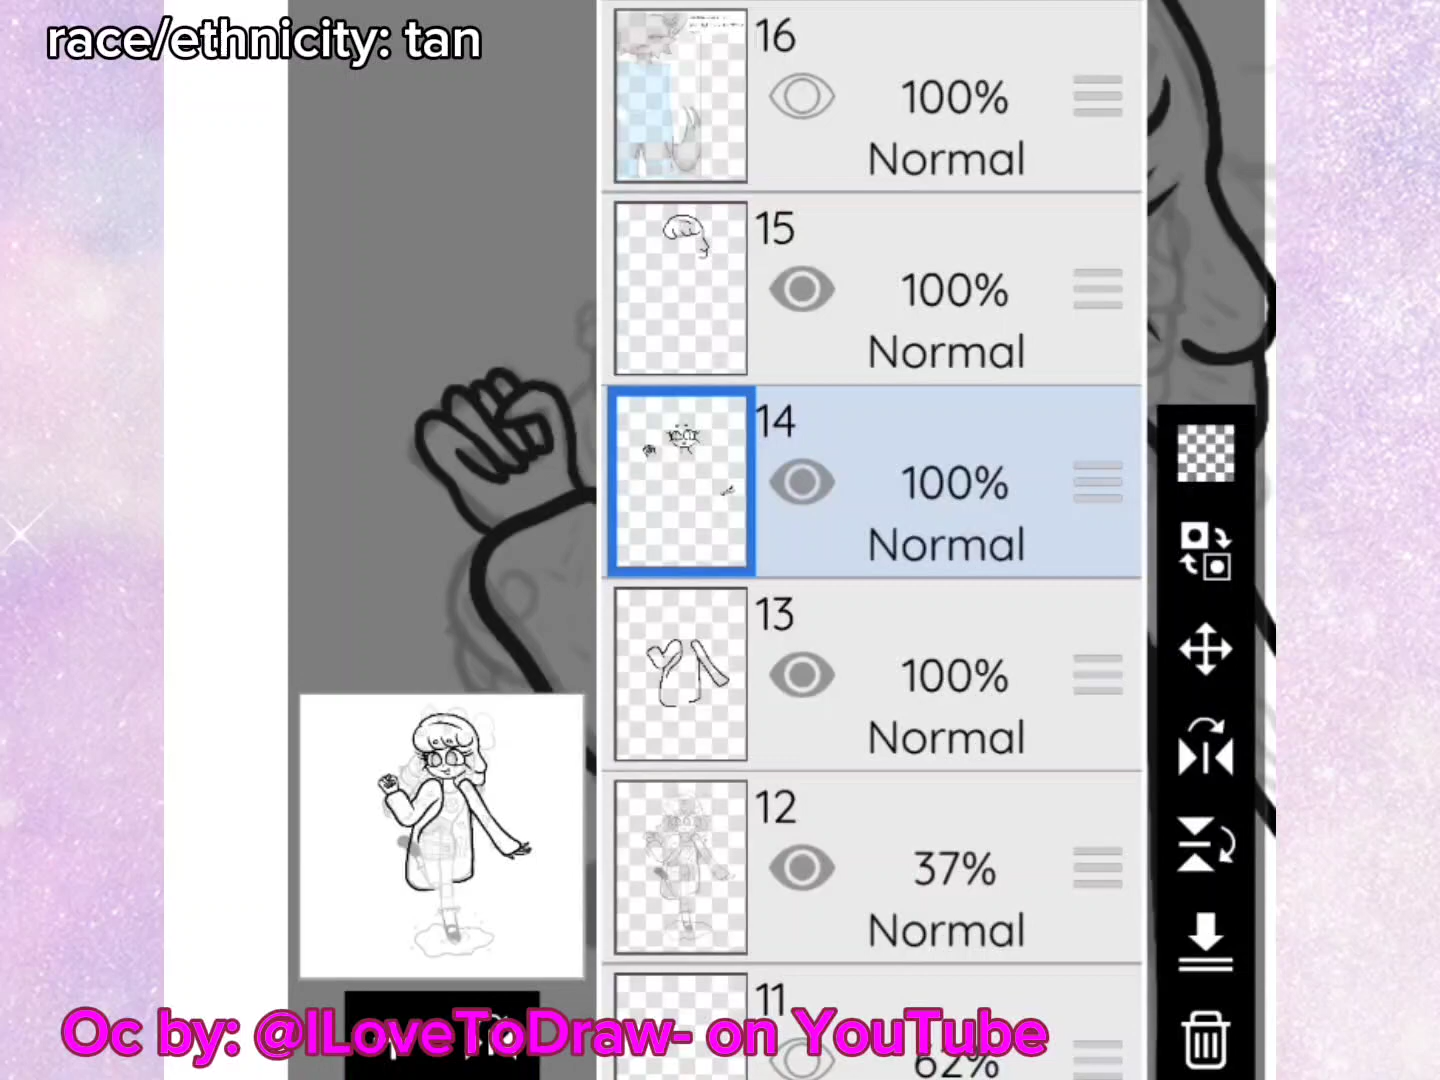 race/ethnicity: tan
16
100%
Normal
15
100%
Normal
14
100%
Normal
13
100%
Normal
12
37%
Normal
11
62%
Oc by: @ILoveToDraw- on YouTube